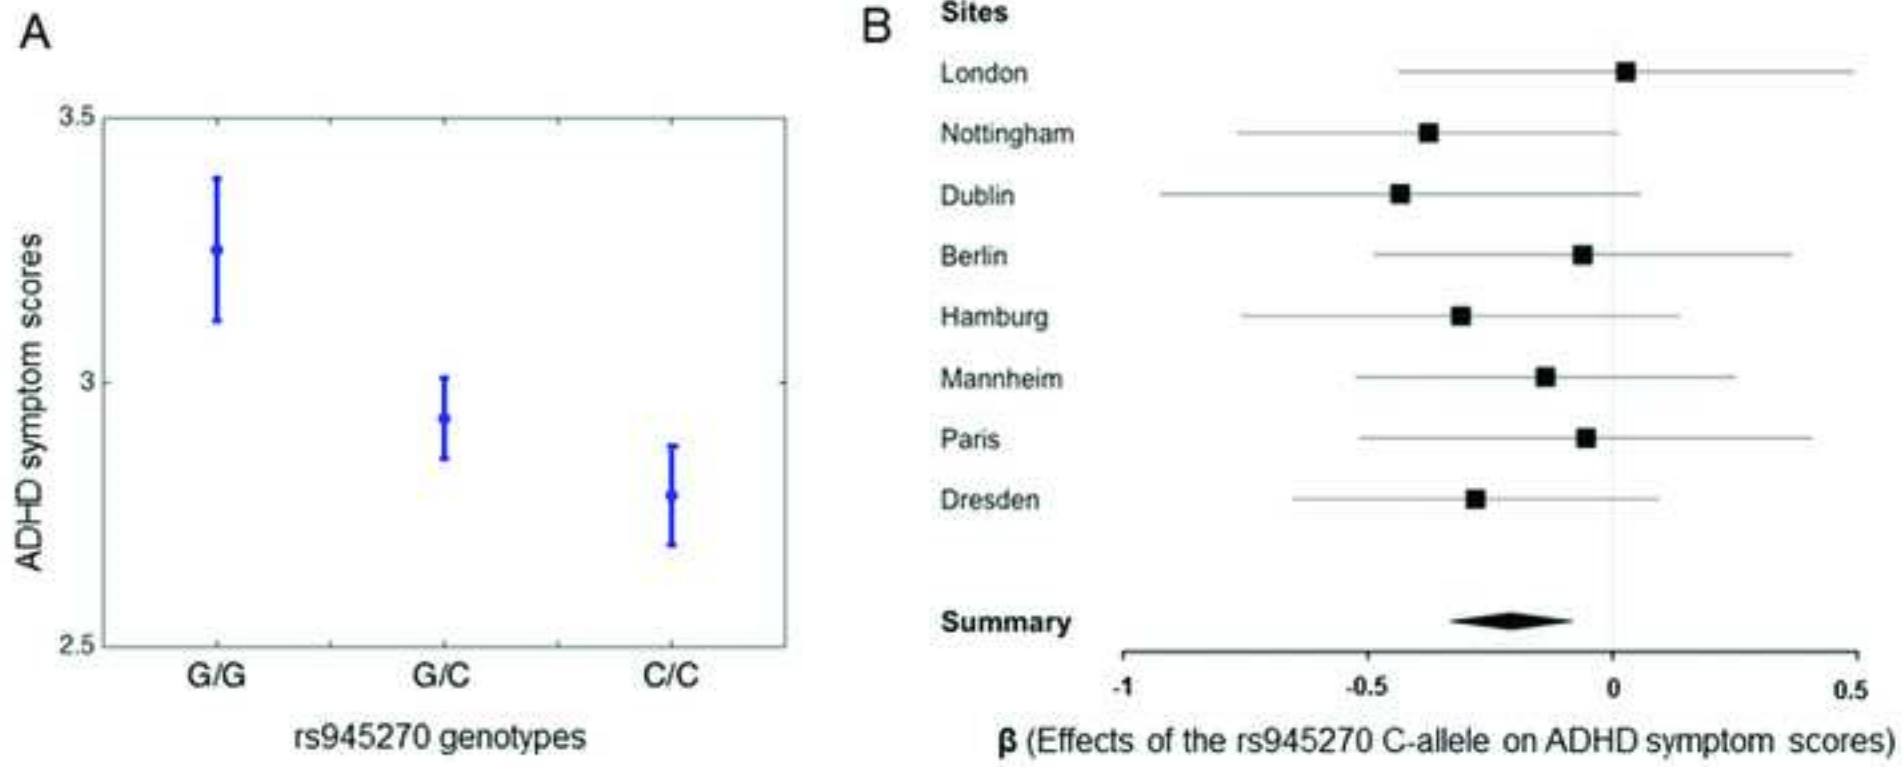 A
3.5
3
2.5
ADHD symptom scores
G/G G/C C/C
rs945270 genotypes
B
Sites
London
Nottingham
Dublin
Berlin
Hamburg
Mannheim
Paris
Dresden
Summary
-1 -0.5 0 0.5
β (Effects of the rs945270 C-allele on ADHD symptom scores)